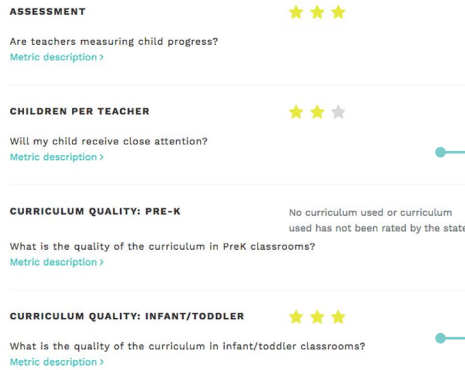 ASSESSMENT
Are teachers measuring child progress?
Metric description >
CHILDREN PER TEACHER
Will my child receive close attention?
Metric description >
CURRICULUM QUALITY: PRE-K
No curriculum used or curriculum
used has not been rated by the state
What is the quality of the curriculum in PreK classrooms?
Metric description >
CURRICULUM QUALITY: INFANT/TODDLER
What is the quality of the curriculum in infant/toddler classrooms?
Metric description >